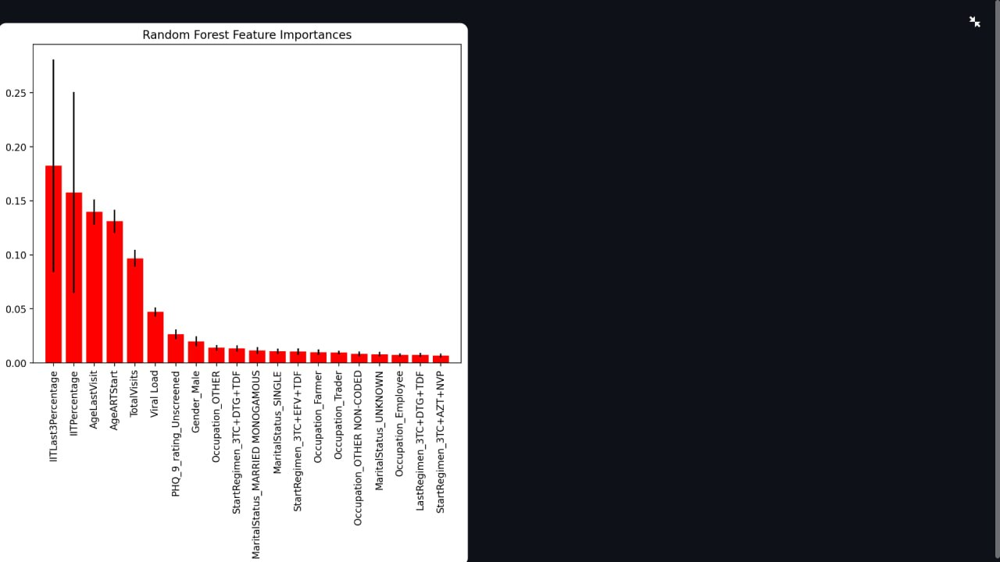 Random Forest Feature Importances
0.25
0.20
0.15
0.10
0.05
0.00
IITLast3Percentage
IITPercentage
AgeLastVisit
AgeARTStart
TotalVisits
Viral Load
PHQ_9_rating_Unscreened
Gender_Male
Occupation_OTHER
StartRegimen_3TC+DTG+TDF
MaritalStatus_MARRIED MONOGAMOUS
MaritalStatus_SINGLE
StartRegimen_3TC+EFV+TDF
Occupation_Farmer
Occupation_Trader
Occupation_OTHER NON-CODED
MaritalStatus_UNKNOWN
Occupation_Employee
LastRegimen_3TC+DTG+TDF
StartRegimen_3TC+AZT+NVP